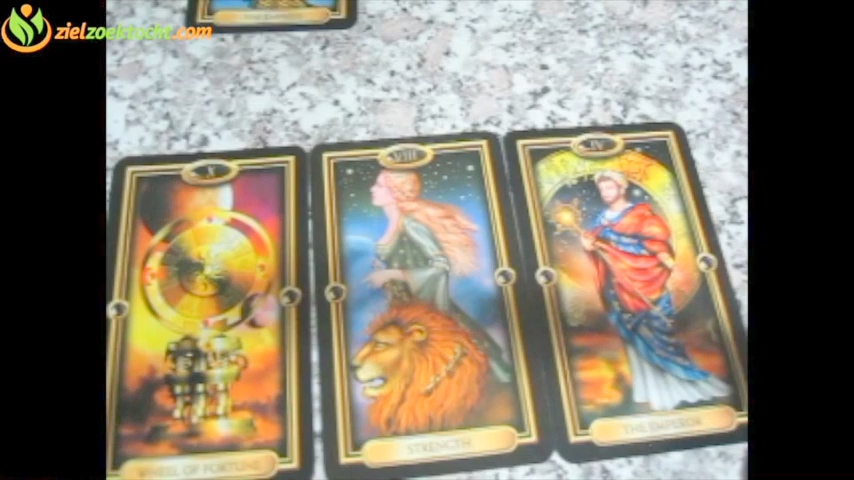 zielzoektocht.com
X
VIII
IV
WHEEL OF FORTUNE
STRENGTH
THE EMPEROR